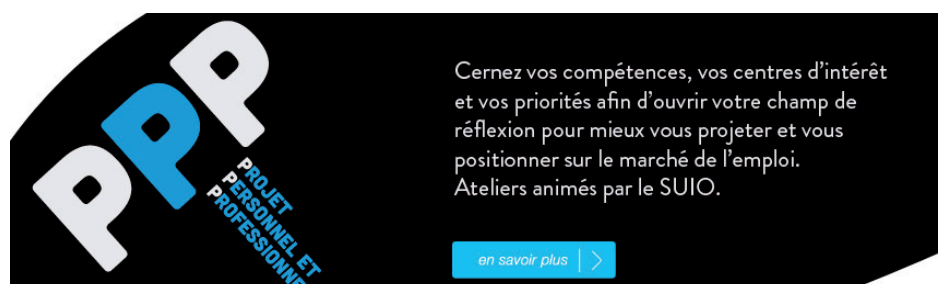 PPP
PROJET
PERSONNEL ET
PROFESSIONNE
Cernez vos compétences, vos centres d'intérêt
et vos priorités afin d'ouvrir votre champ de
réflexion pour mieux vous projeter et vous
positionner sur le marché de l'emploi.
Ateliers animés par le SUIO.
en savoir plus